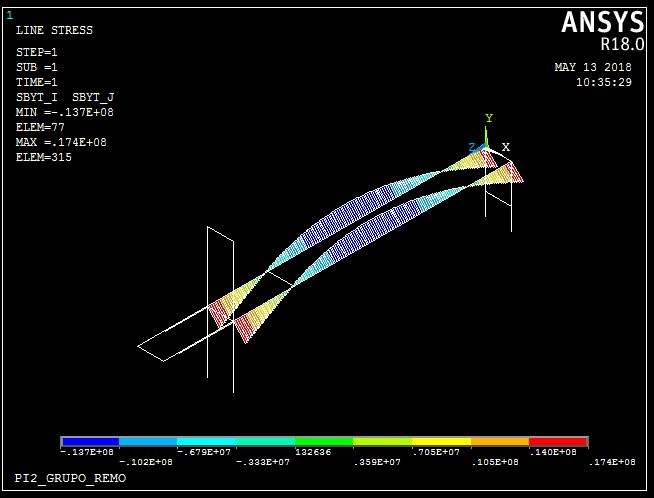 1
ANSYS
R18.0
LINE STRESS
STEP=1
SUB =1
TIME=1
SBYT_I SBYT_J
MIN =-.137E+08
ELEM=77
MAX =.174E+08
ELEM=315
MAY 13 2018
10:35:29
Y
Z X
-.137E+08 -.679E+07 132636 .705E+07 .140E+08
-.102E+08 -.333E+07 .359E+07 .105E+08 .174E+08
PI2_GRUPO_REMO